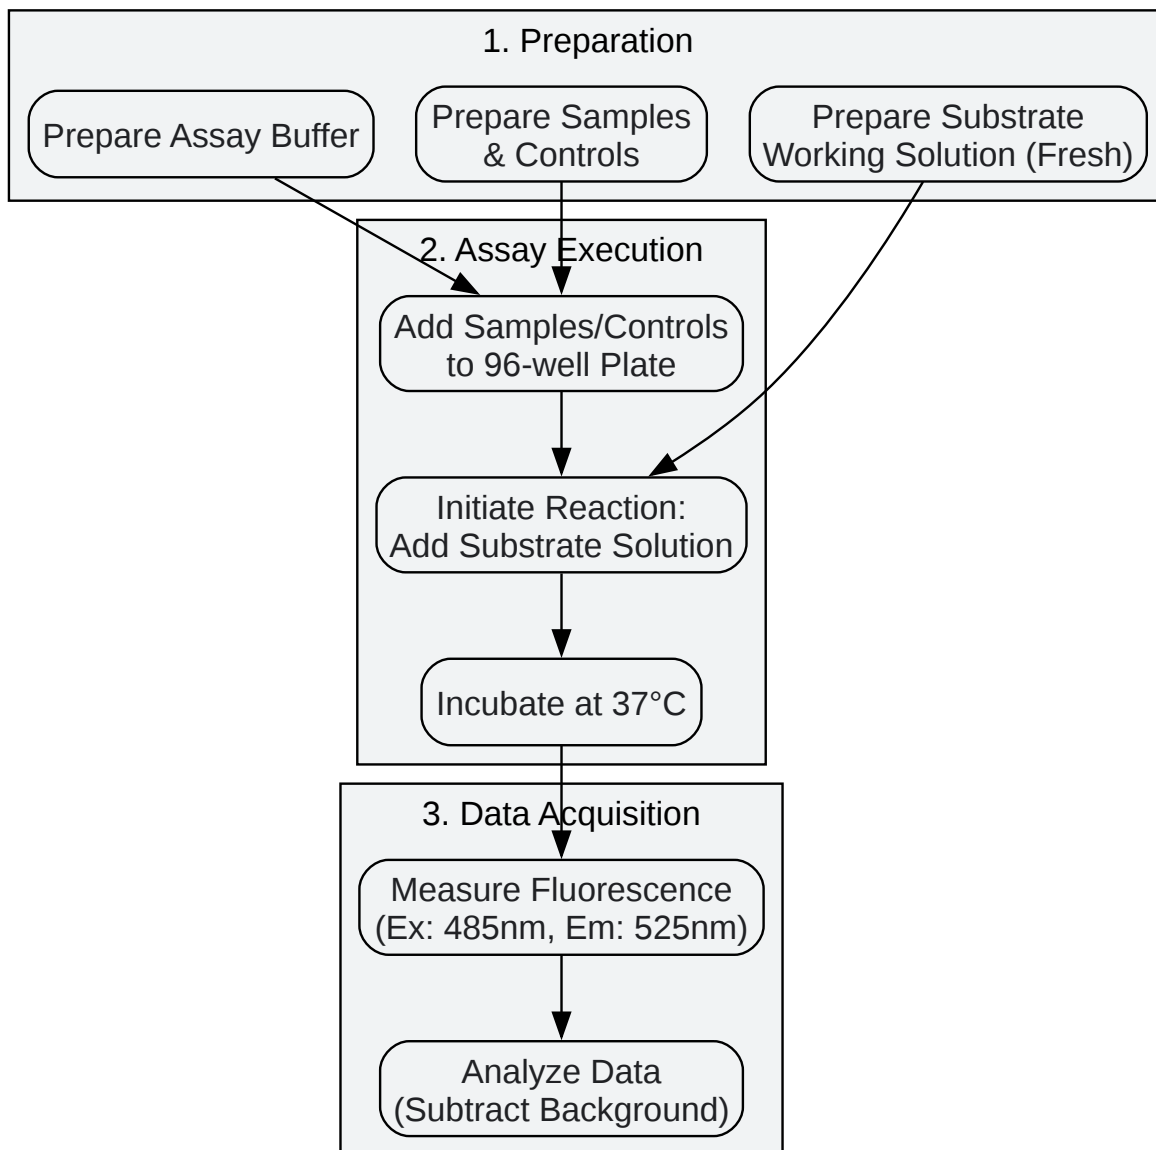 1. Preparation
Prepare Assay Buffer
Prepare Samples
& Controls
Prepare Substrate
Working Solution (Fresh)
2. Assay Execution
Add Samples/Controls
to 96-well Plate
Initiate Reaction:
Add Substrate Solution
Incubate at 37°C
3. Data Acquisition
Measure Fluorescence
(Ex: 485nm, Em: 525nm)
Analyze Data
(Subtract Background)